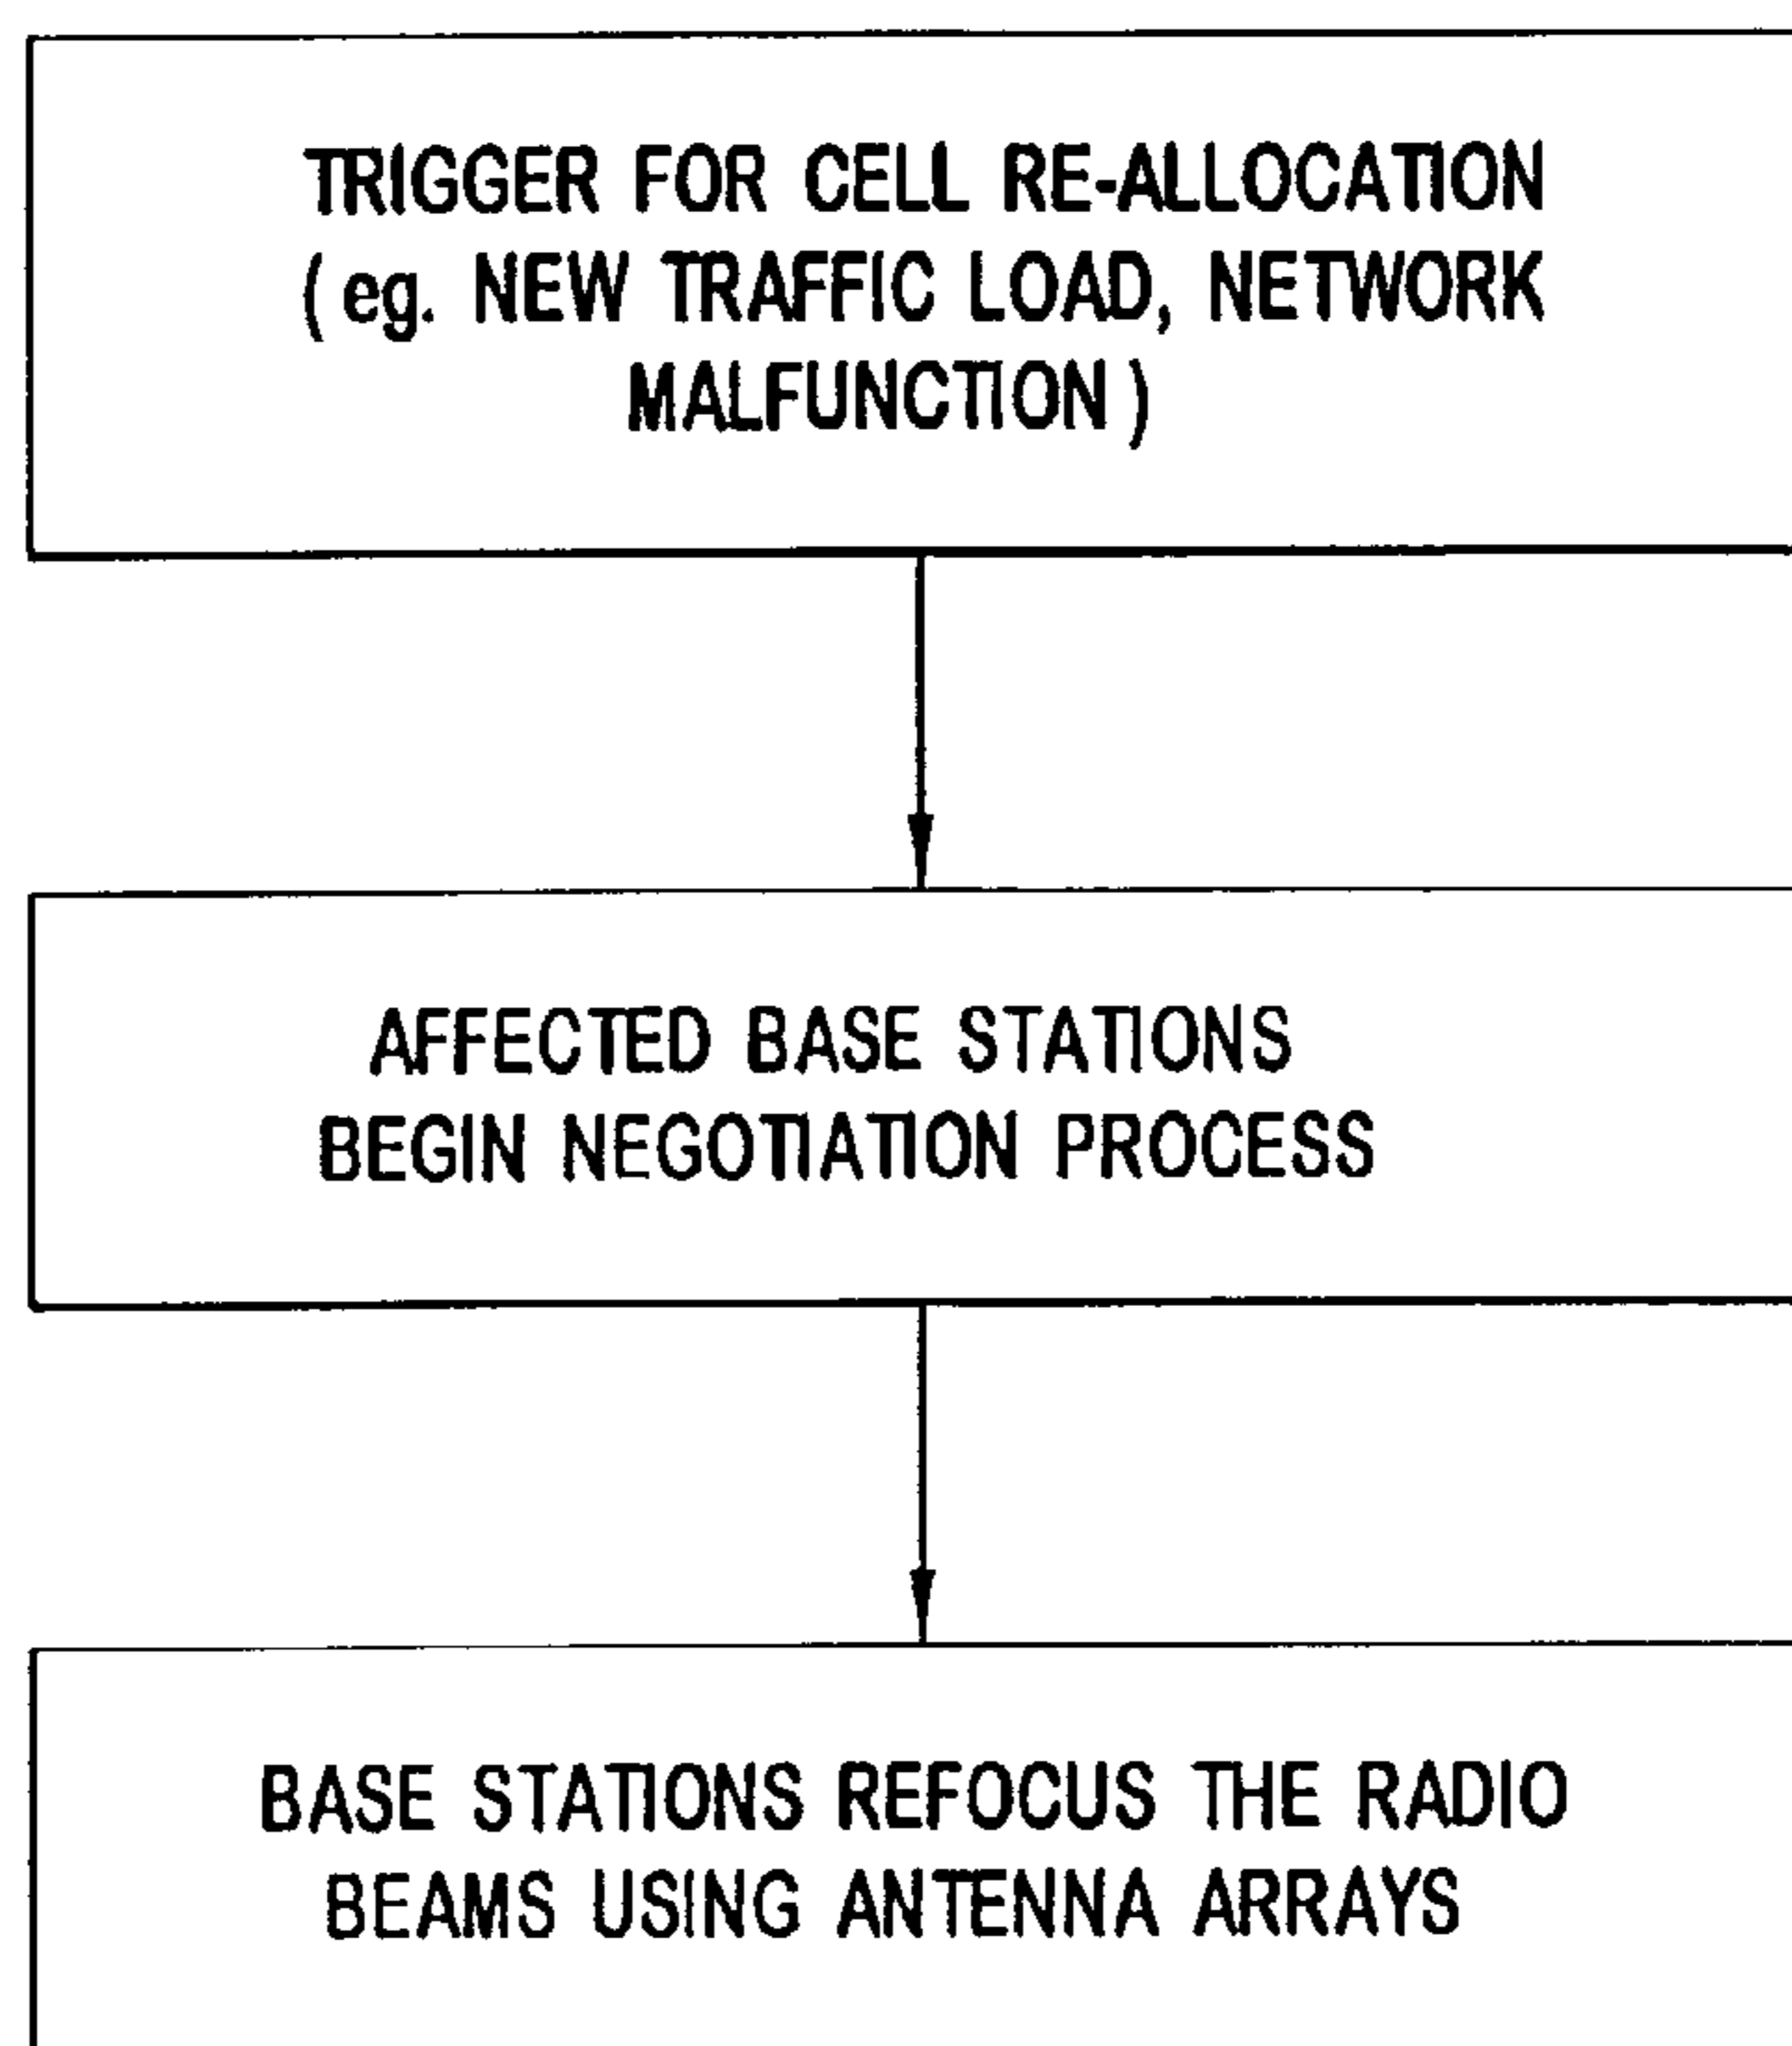 TRIGGER FOR CELL RE-ALLOCATION
(eg. NEW TRAFFIC LOAD, NETWORK
MALFUNCTION)
AFFECTED BASE STATIONS
BEGIN NEGOTIATION PROCESS
BASE STATIONS REFOCUS THE RADIO
BEAMS USING ANTENNA ARRAYS